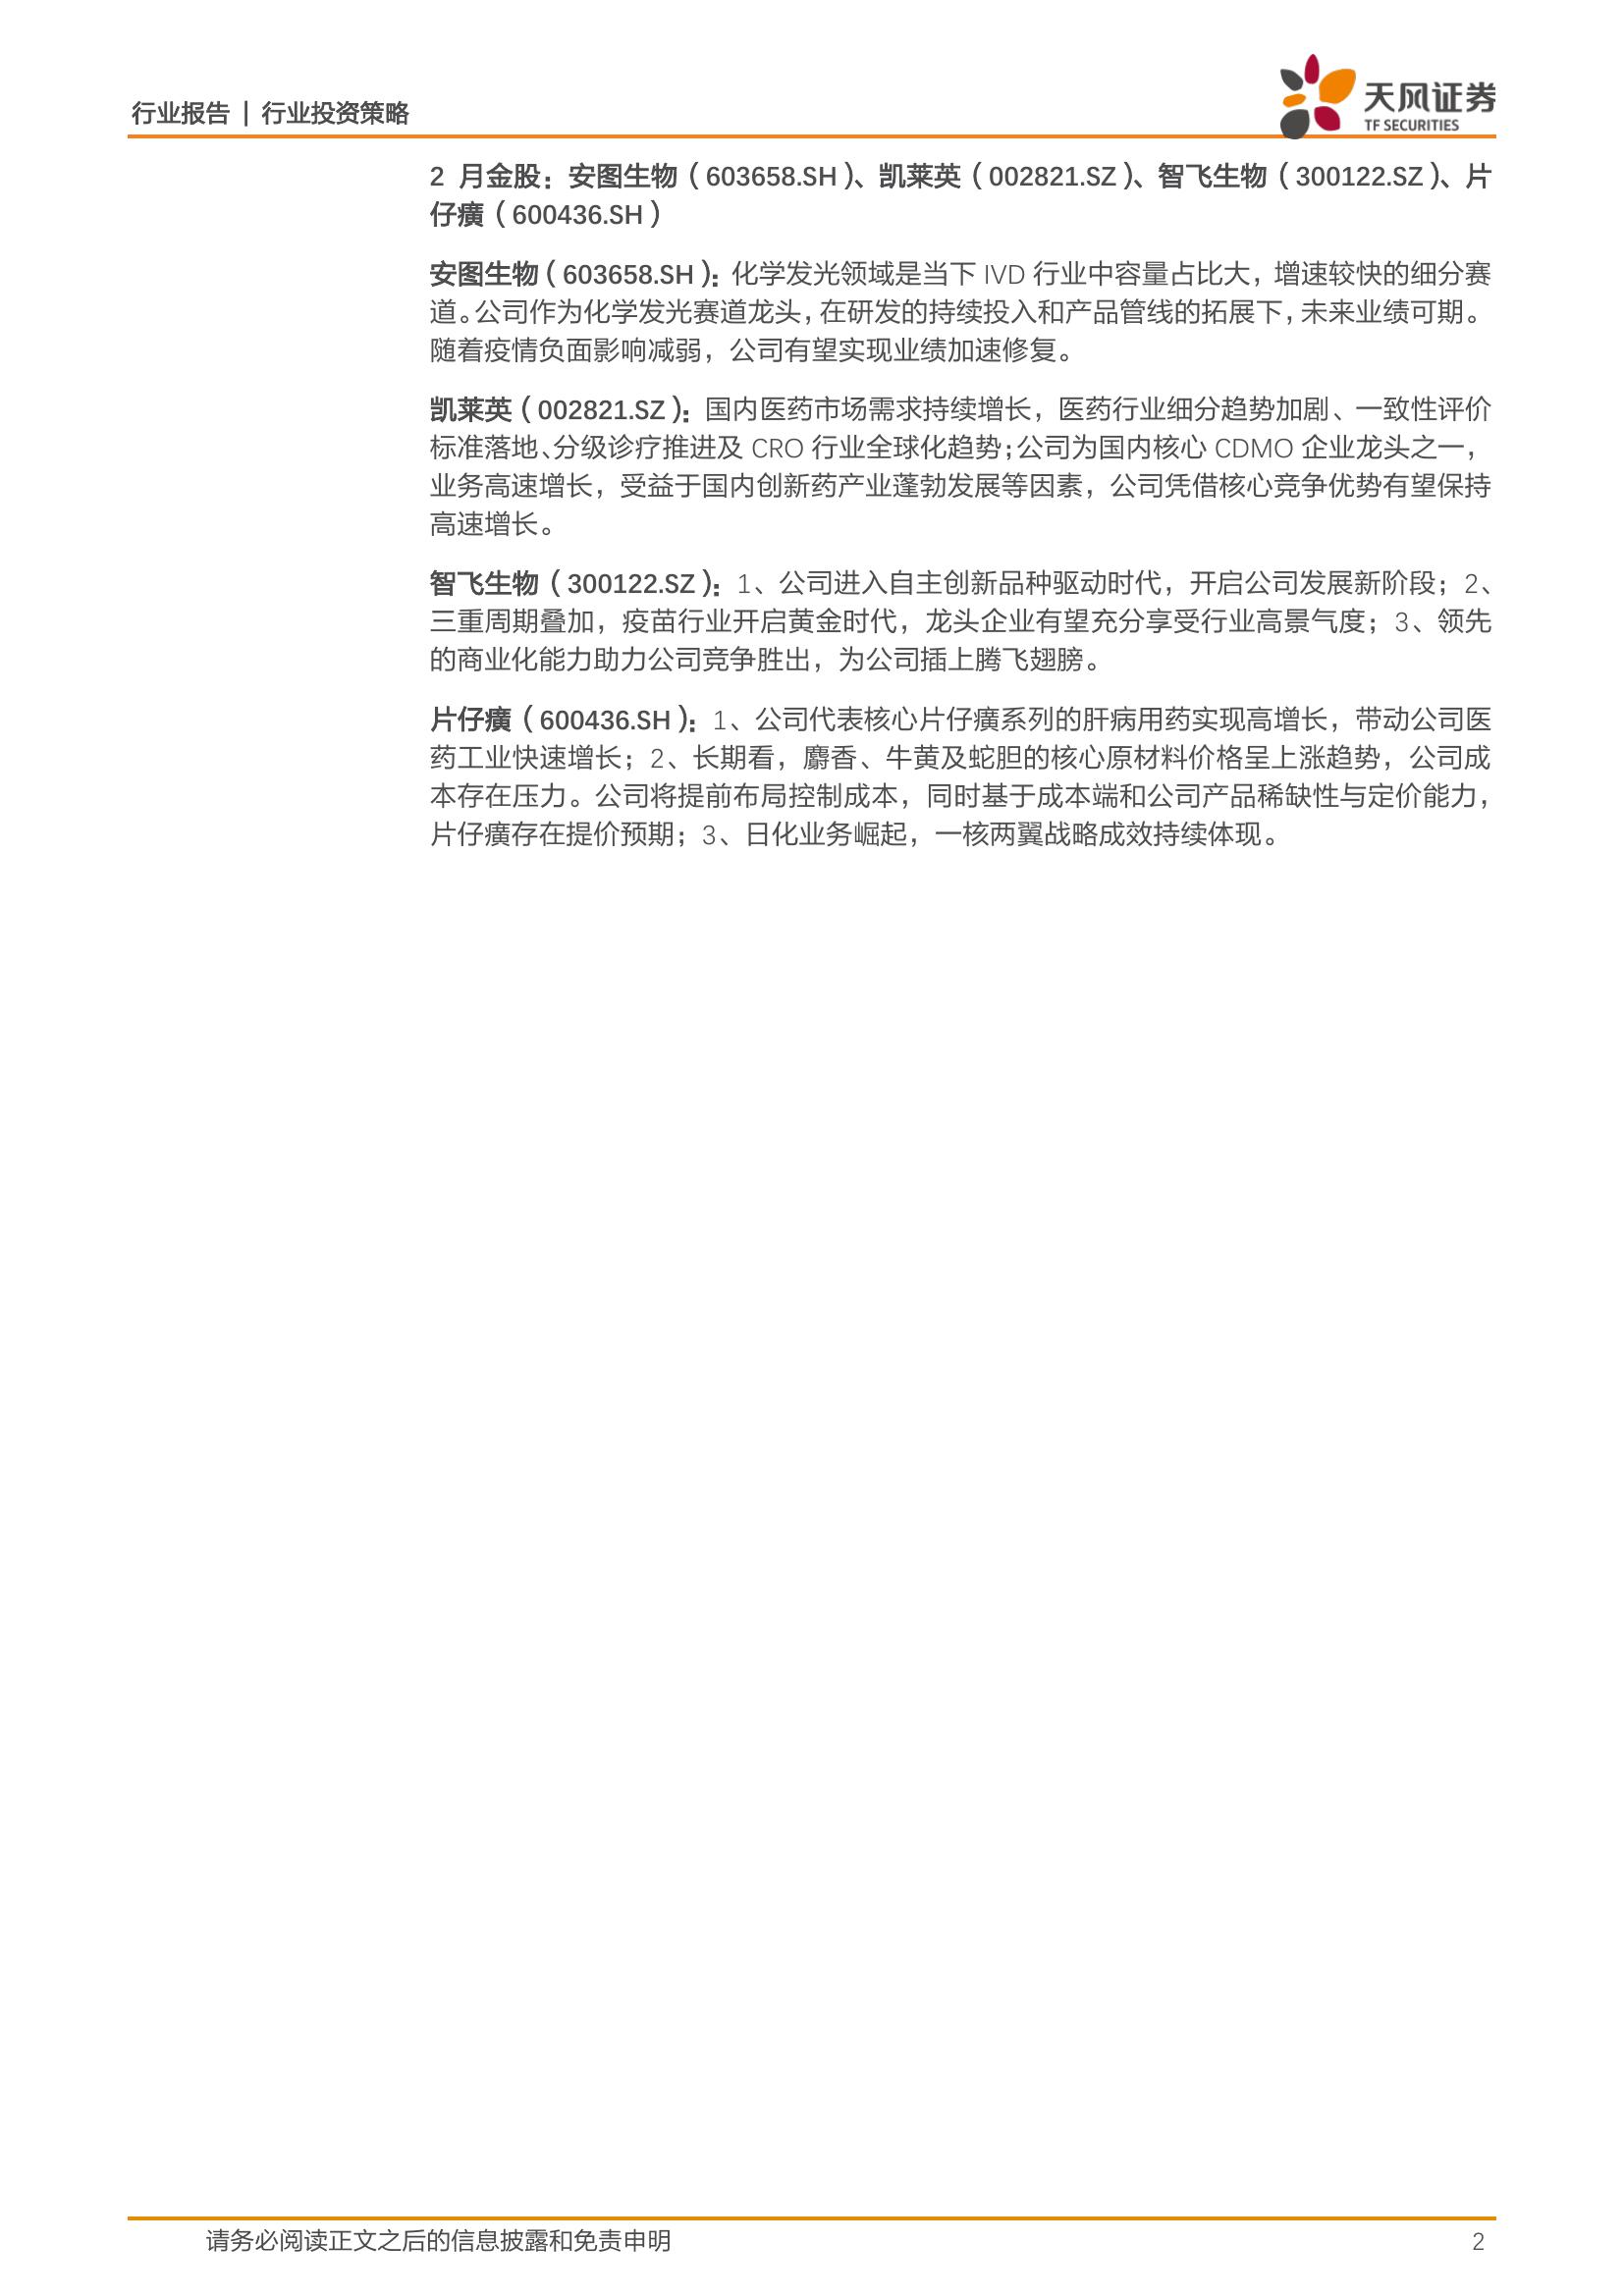 行业报告 | 行业投资策略
天风证券
TF SECURITIES
2 月金股：安图生物（603658.SH）、凯莱英（002821.SZ）、智飞生物（300122.SZ）、片
仔癀（600436.SH）
安图生物（603658.SH）：化学发光领域是当下 IVD 行业中容量占比大，增速较快的细分赛
道。公司作为化学发光赛道龙头，在研发的持续投入和产品管线的拓展下，未来业绩可期。
随着疫情负面影响减弱，公司有望实现业绩加速修复。
凯莱英（002821.SZ）：国内医药市场需求持续增长，医药行业细分趋势加剧、一致性评价
标准落地、分级诊疗推进及 CRO 行业全球化趋势；公司为国内核心 CDMO 企业龙头之一，
业务高速增长，受益于国内创新药产业蓬勃发展等因素，公司凭借核心竞争优势有望保持
高速增长。
智飞生物（300122.SZ）：1、公司进入自主创新品种驱动时代，开启公司发展新阶段；2、
三重周期叠加，疫苗行业开启黄金时代，龙头企业有望充分享受行业高景气度；3、领先
的商业化能力助力公司竞争胜出，为公司插上腾飞翅膀。
片仔癀（600436.SH）：1、公司代表核心片仔癀系列的肝病用药实现高增长，带动公司医
药工业快速增长；2、长期看，麝香、牛黄及蛇胆的核心原材料价格呈上涨趋势，公司成
本存在压力。公司将提前布局控制成本，同时基于成本端和公司产品稀缺性与定价能力，
片仔癀存在提价预期；3、日化业务崛起，一核两翼战略成效持续体现。
请务必阅读正文之后的信息披露和免责申明
2